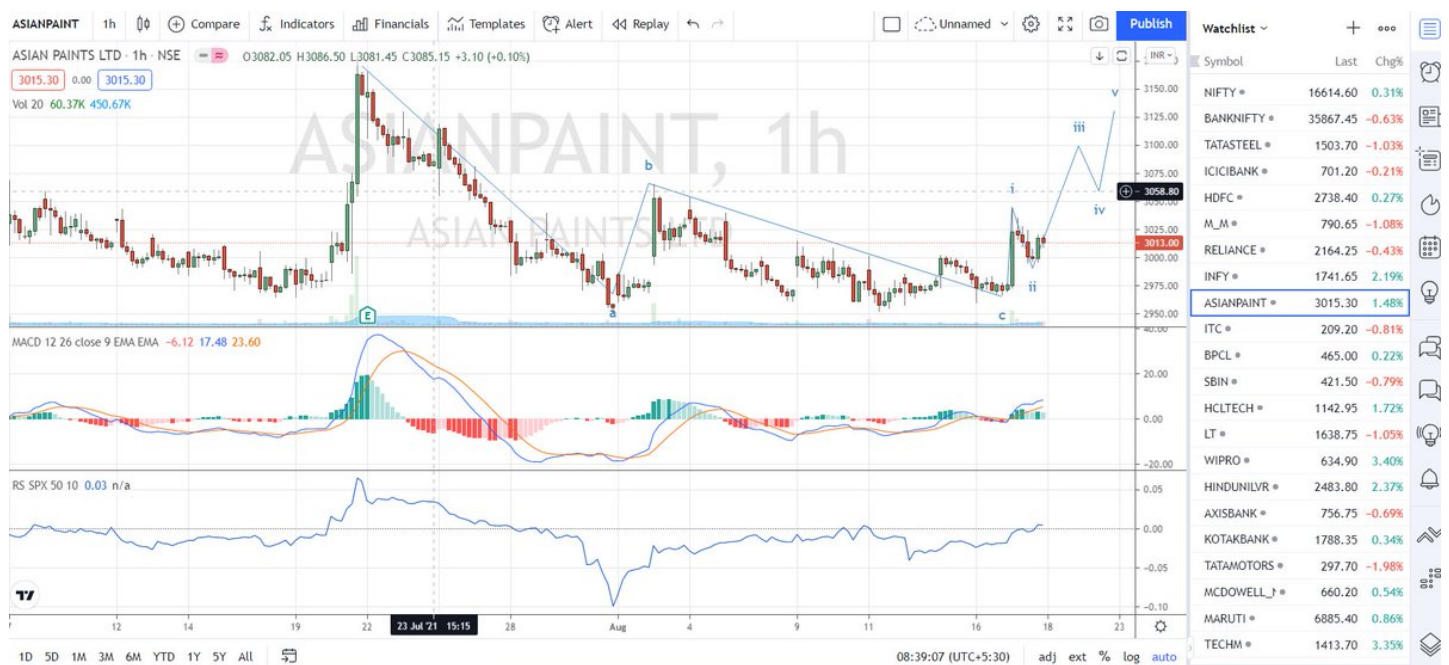 ASIANPAINT 1h Compare Indicators Financials Templates Alert Replay Unnamed Publish
ASIAN PAINTS LTD · 1h · NSE O3082.05 H3086.50 L3081.45 C3085.15 +3.10 (+0.10%) INR
3015.30 0.00 3015.30
Vol 20 60.37K 450.67K
ASIANPAINT, 1h
ASIAN PAINTS LTD
a
b
c
i
ii
iii
iv
v
E
3150.00
3125.00
3100.00
3075.00
3058.80
3050.00
3025.00
3013.00
3000.00
2975.00
2950.00
MACD 12 26 close 9 EMA EMA −6.12 17.48 23.60
40.00
20.00
0.00
−20.00
RS SPX 50 10 0.03 n/a
0.05
0.00
−0.05
−0.10
12 14 19 22 23 Jul '21 15:15 28 Aug 4 9 11 16 18 23
1D 5D 1M 3M 6M YTD 1Y 5Y All 08:39:07 (UTC+5:30) adj ext % log auto
Watchlist
Symbol Last Chg%
NIFTY 16614.60 0.31%
BANKNIFTY 35867.45 −0.63%
TATASTEEL 1503.70 −1.03%
ICICIBANK 701.20 −0.21%
HDFC 2738.40 0.27%
M_M 790.65 −1.08%
RELIANCE 2164.25 −0.43%
INFY 1741.65 2.19%
ASIANPAINT 3015.30 1.48%
ITC 209.20 −0.81%
BPCL 465.00 0.22%
SBIN 421.50 −0.79%
HCLTECH 1142.95 1.72%
LT 1638.75 −1.05%
WIPRO 634.90 3.40%
HINDUNILVR 2483.80 2.37%
AXISBANK 756.75 −0.69%
KOTAKBANK 1788.35 0.34%
TATAMOTORS 297.70 −1.98%
MCDOWELL_ 660.20 0.54%
MARUTI 6885.40 0.86%
TECHM 1413.70 3.35%